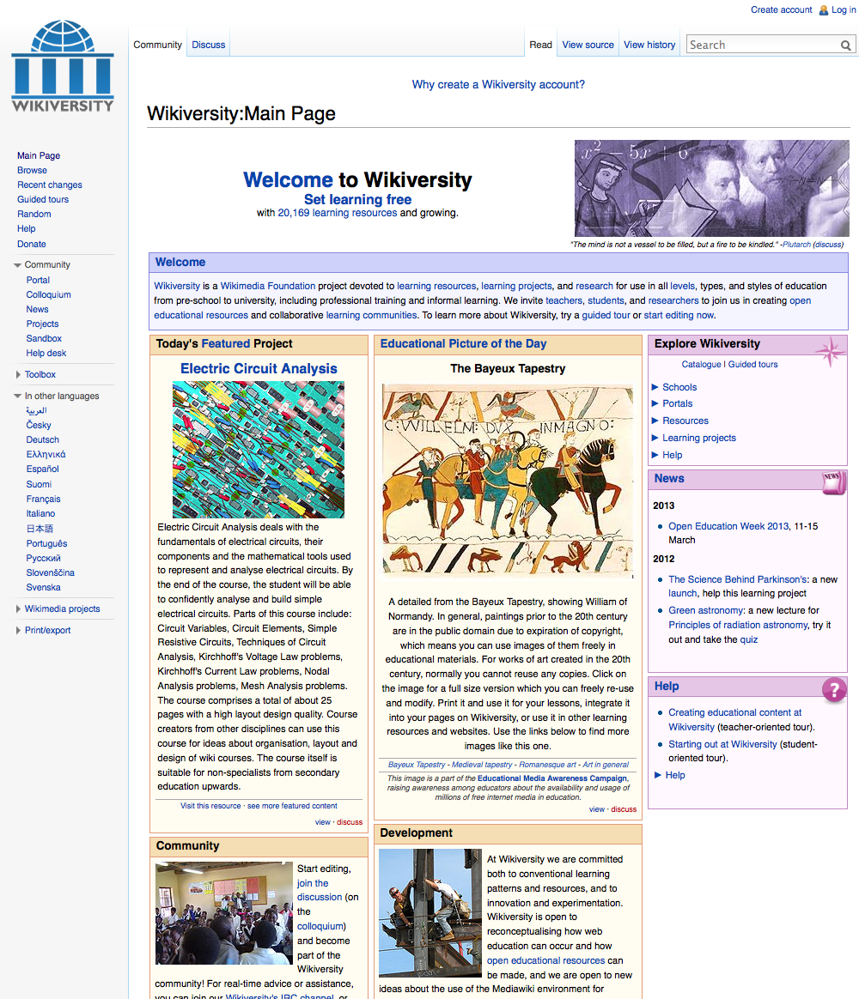 Create account Log in
Community Discuss Read View source View history Search
WIKIVERSITY
Why create a Wikiversity account?
Wikiversity:Main Page
Main Page
Browse
Recent changes
Guided tours
Random
Help
Donate
Community
Portal
Colloquium
News
Projects
Sandbox
Help desk
Toolbox
In other languages
العربية
Česky
Deutsch
Ελληνικά
Español
Suomi
Français
Italiano
日本語
Português
Русский
Slovenščina
Svenska
Wikimedia projects
Print/export
Welcome to Wikiversity
Set learning free
with 20,169 learning resources and growing.
x² − 5x + 6
"The mind is not a vessel to be filled, but a fire to be kindled." -Plutarch (discuss)
Welcome
Wikiversity is a Wikimedia Foundation project devoted to learning resources, learning projects, and research for use in all levels, types, and styles of education
from pre-school to university, including professional training and informal learning. We invite teachers, students, and researchers to join us in creating open
educational resources and collaborative learning communities. To learn more about Wikiversity, try a guided tour or start editing now.
Today's Featured Project
Electric Circuit Analysis
Electric Circuit Analysis deals with the
fundamentals of electrical circuits, their
components and the mathematical tools used
to represent and analyse electrical circuits. By
the end of the course, the student will be able
to confidently analyse and build simple
electrical circuits. Parts of this course include:
Circuit Variables, Circuit Elements, Simple
Resistive Circuits, Techniques of Circuit
Analysis, Kirchhoff's Voltage Law problems,
Kirchhoff's Current Law problems, Nodal
Analysis problems, Mesh Analysis problems.
The course comprises a total of about 25
pages with a high layout design quality. Course
creators from other disciplines can use this
course for ideas about organisation, layout and
design of wiki courses. The course itself is
suitable for non-specialists from secondary
education upwards.
Visit this resource · see more featured content
view · discuss
Community
Start editing,
join the
discussion (on
the
colloquium)
and become
part of the
Wikiversity
community! For real-time advice or assistance,
you can join our Wikiversity's IRC channel, or
Educational Picture of the Day
The Bayeux Tapestry
C: WILLELM: DVX IN MAGNO:
A detailed from the Bayeux Tapestry, showing William of
Normandy. In general, paintings prior to the 20th century
are in the public domain due to expiration of copyright,
which means you can use images of them freely in
educational materials. For works of art created in the 20th
century, normally you cannot reuse any copies. Click on
the image for a full size version which you can freely re-use
and modify. Print it and use it for your lessons, integrate it
into your pages on Wikiversity, or use it in other learning
resources and websites. Use the links below to find more
images like this one.
Bayeux Tapestry - Medieval tapestry - Romanesque art - Art in general
This image is a part of the Educational Media Awareness Campaign,
raising awareness among educators about the availability and usage of
millions of free internet media in education.
view · discuss
Development
At Wikiversity we are committed
both to conventional learning
patterns and resources, and to
innovation and experimentation.
Wikiversity is open to
reconceptualising how web
education can occur and how
open educational resources can
be made, and we are open to new
ideas about the use of the Mediawiki environment for
Explore Wikiversity
Catalogue | Guided tours
Schools
Portals
Resources
Learning projects
Help
News
NEWS
2013
Open Education Week 2013, 11-15
March
2012
The Science Behind Parkinson's: a new
launch, help this learning project
Green astronomy: a new lecture for
Principles of radiation astronomy, try it
out and take the quiz
Help
?
Creating educational content at
Wikiversity (teacher-oriented tour).
Starting out at Wikiversity (student-
oriented tour).
Help